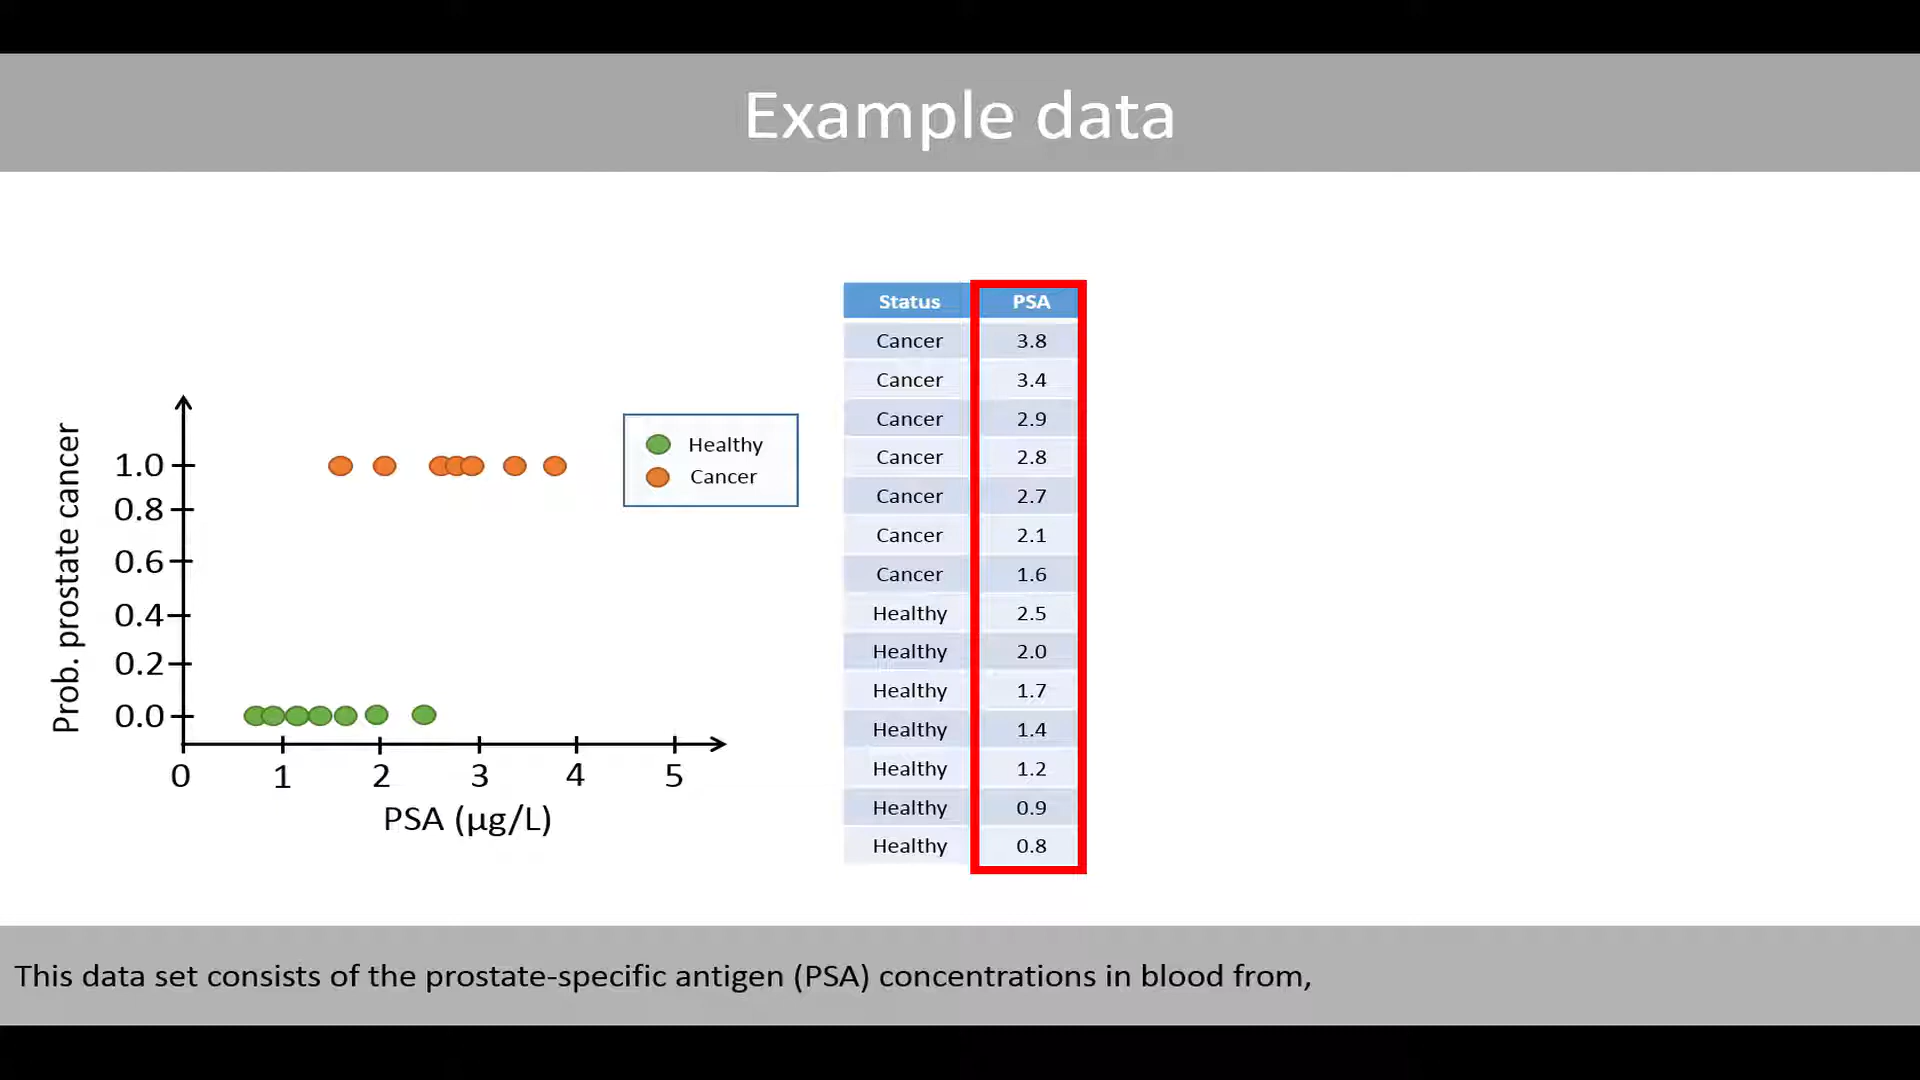 Example data
Prob. prostate cancer
1.0
0.8
0.6
0.4
0.2
0.0
0 1 2 3 4 5
PSA (µg/L)
Healthy
Cancer
Status PSA
Cancer 3.8
Cancer 3.4
Cancer 2.9
Cancer 2.8
Cancer 2.7
Cancer 2.1
Cancer 1.6
Healthy 2.5
Healthy 2.0
Healthy 1.7
Healthy 1.4
Healthy 1.2
Healthy 0.9
Healthy 0.8
This data set consists of the prostate-specific antigen (PSA) concentrations in blood from,